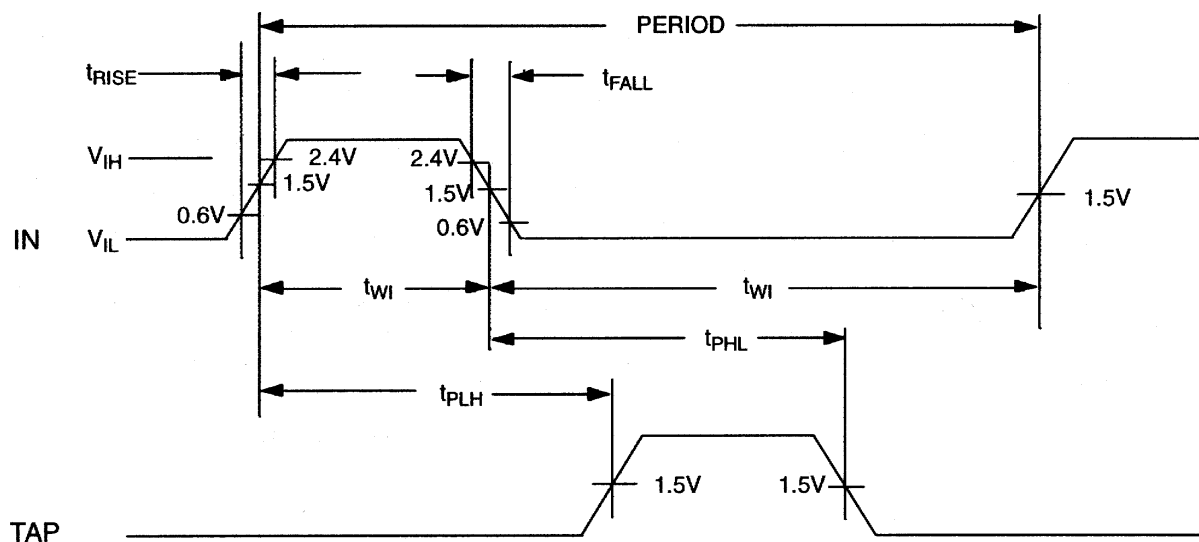 PERIOD
tRISE
tFALL
VIH
2.4V
2.4V
1.5V
1.5V
1.5V
0.6V
0.6V
IN
VIL
tWI
tWI
tPHL
tPLH
1.5V
1.5V
TAP